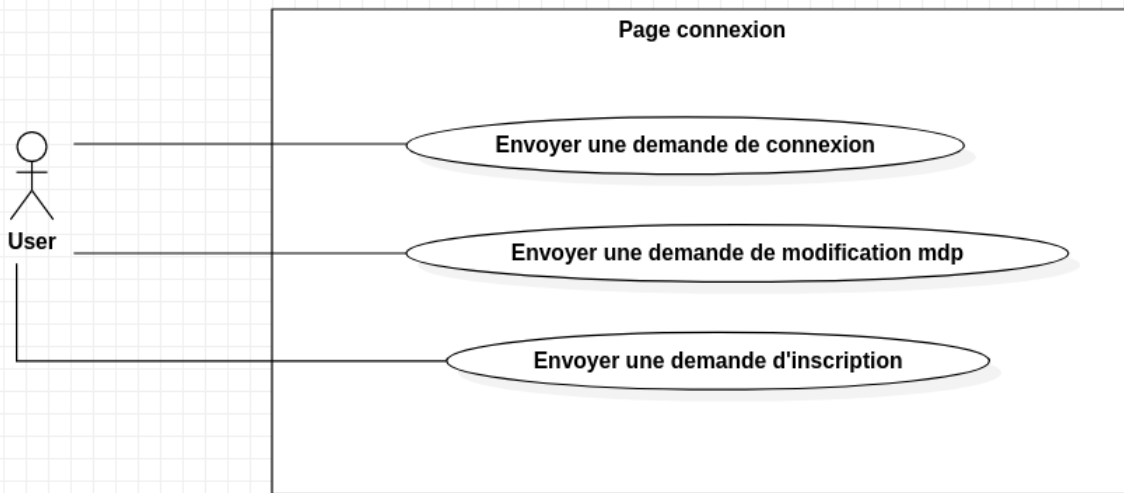 Page connexion
Envoyer une demande de connexion
User
Envoyer une demande de modification mdp
Envoyer une demande d'inscription